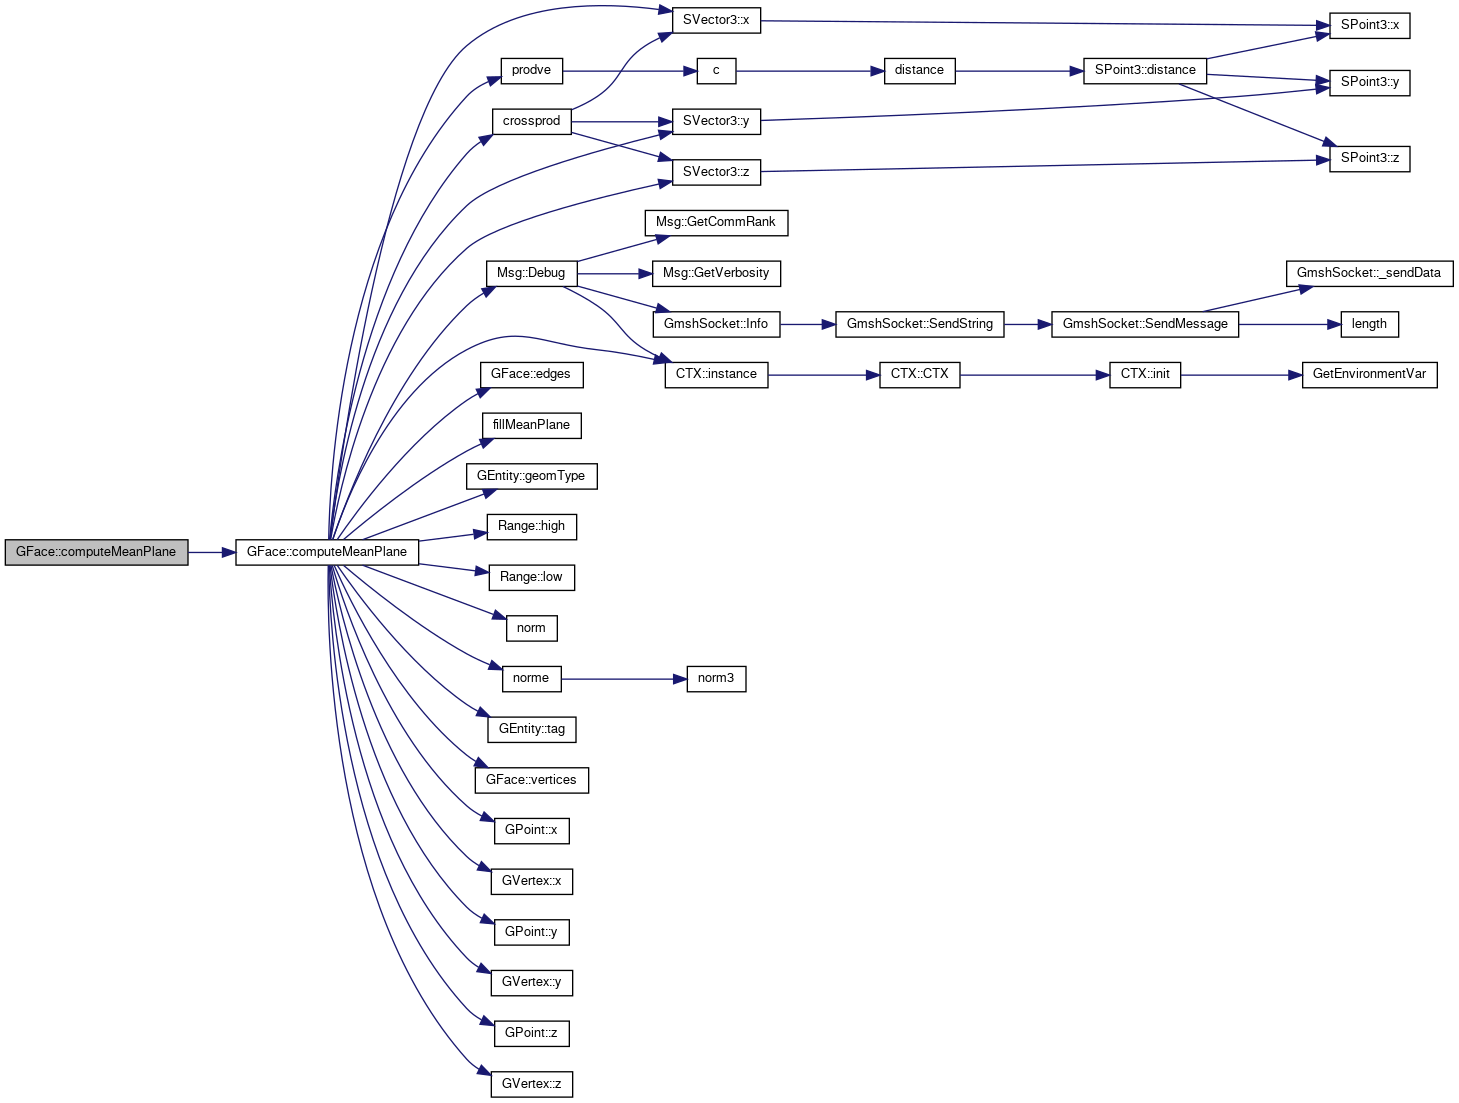 GFace::computeMeanPlane
GFace::computeMeanPlane
SVector3::x
SPoint3::x
prodve
c
distance
SPoint3::distance
SPoint3::y
crossprod
SVector3::y
SVector3::z
SPoint3::z
Msg::GetCommRank
Msg::Debug
Msg::GetVerbosity
GmshSocket::_sendData
GmshSocket::Info
GmshSocket::SendString
GmshSocket::SendMessage
length
GFace::edges
CTX::instance
CTX::CTX
CTX::init
GetEnvironmentVar
fillMeanPlane
GEntity::geomType
Range::high
Range::low
norm
norme
norm3
GEntity::tag
GFace::vertices
GPoint::x
GVertex::x
GPoint::y
GVertex::y
GPoint::z
GVertex::z